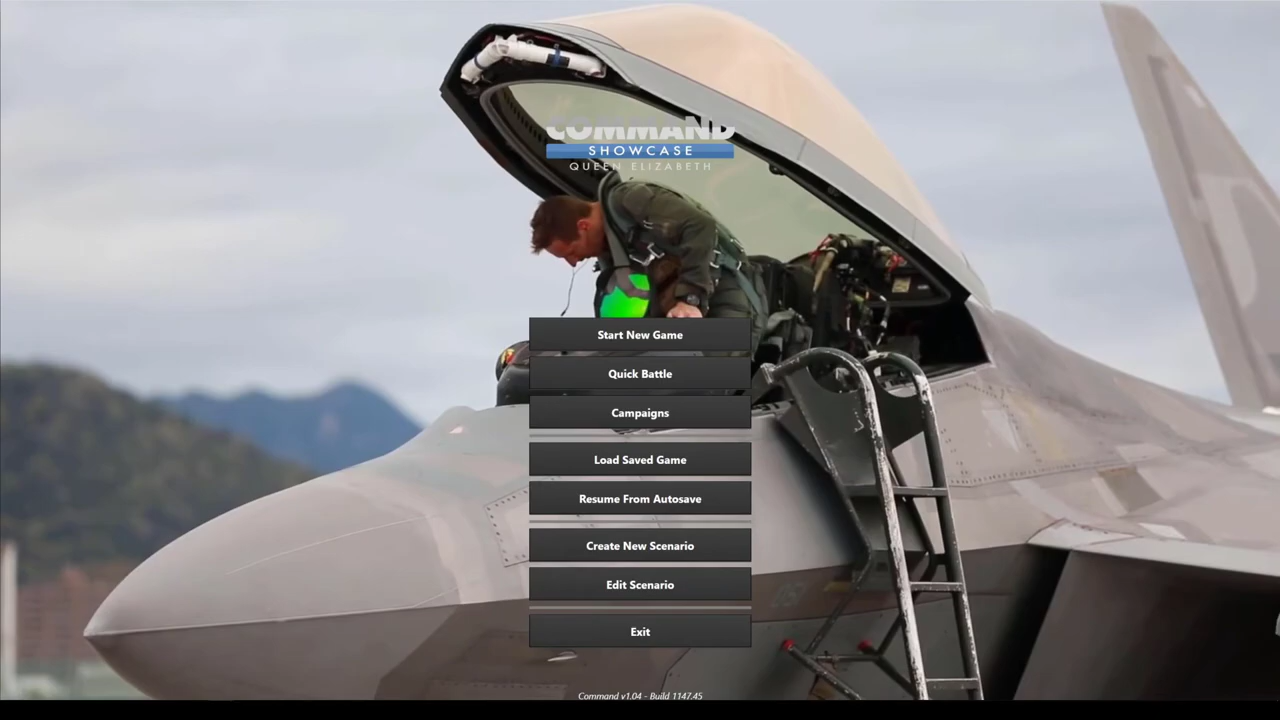 COMMAND
SHOWCASE
QUEEN ELIZABETH
Start New Game
Quick Battle
Campaigns
Load Saved Game
Resume From Autosave
Create New Scenario
Edit Scenario
Exit
Command v1.04 - Build 1147.45